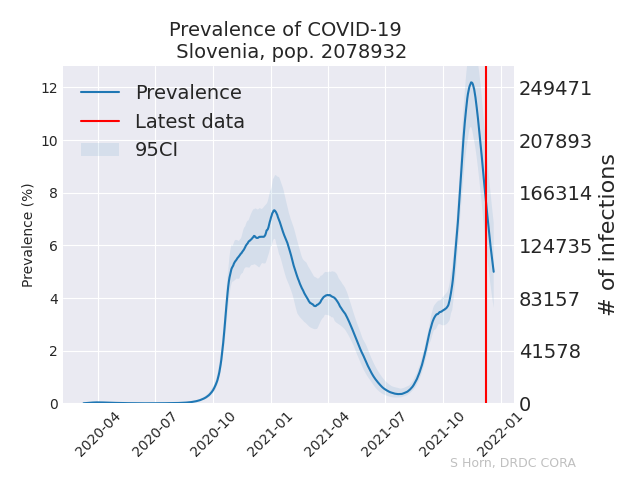 Prevalence of COVID-19
Slovenia, pop. 2078932
Prevalence
Latest data
95CI
Prevalence (%)
12
10
8
6
4
2
0
249471
207893
166314
124735
83157
41578
0
# of infections
2020-04
2020-07
2020-10
2021-01
2021-04
2021-07
2021-10
2022-01
S Horn, DRDC CORA